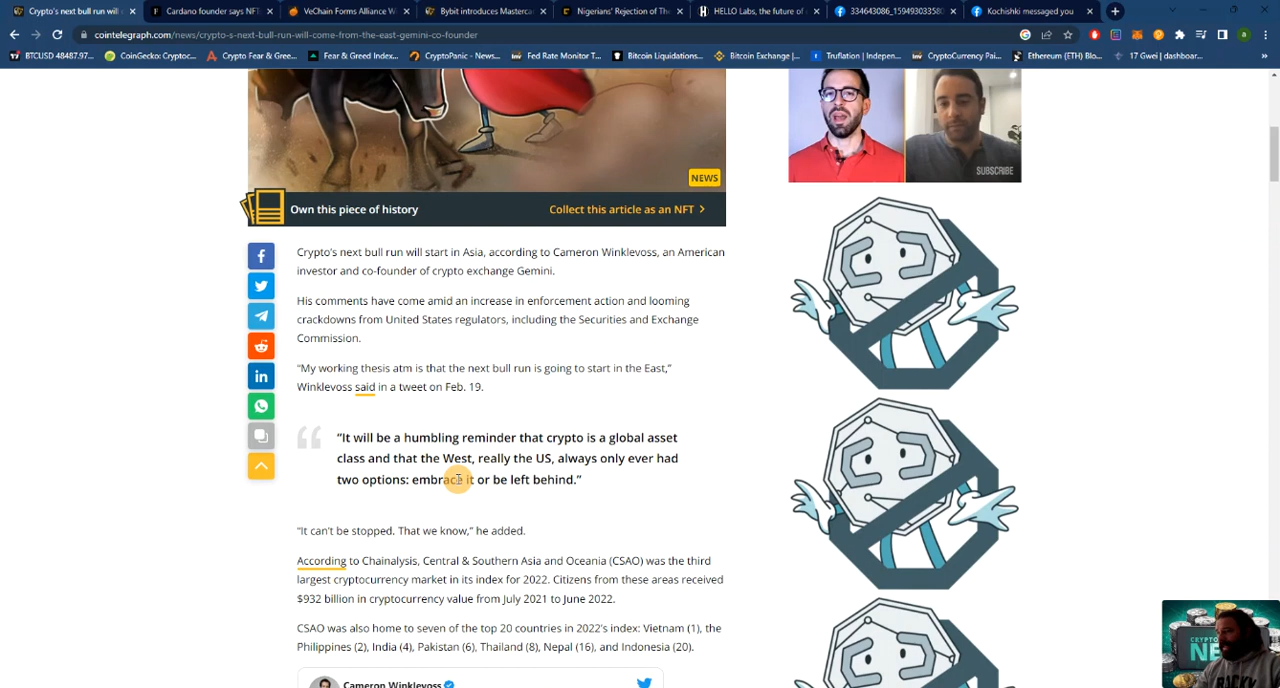 Crypto's next bull run will
Cardano founder says NFT
VeChain Forms Alliance W
Bybit introduces Masterca
Nigerians' Rejection of The
HELLO Labs, the future of
334643086_159493033580
Kochishki messaged you
cointelegraph.com/news/crypto-s-next-bull-run-will-come-from-the-east-gemini-co-founder
BTCUSD 48487.97...
CoinGecko: Cryptoc...
Crypto Fear & Gree...
Fear & Greed Index...
CryptoPanic - News...
Fed Rate Monitor T...
Bitcoin Liquidations...
Bitcoin Exchange |...
Truflation | Indepen...
CryptoCurrency Pai...
Ethereum (ETH) Blo...
17 Gwei | dashboar...
NEWS
SUBSCRIBE
Own this piece of history
Collect this article as an NFT
Crypto's next bull run will start in Asia, according to Cameron Winklevoss, an American
investor and co-founder of crypto exchange Gemini.
His comments have come amid an increase in enforcement action and looming
crackdowns from United States regulators, including the Securities and Exchange
Commission.
“My working thesis atm is that the next bull run is going to start in the East,”
Winklevoss said in a tweet on Feb. 19.
“It will be a humbling reminder that crypto is a global asset
class and that the West, really the US, always only ever had
two options: embrace it or be left behind.”
“It can't be stopped. That we know,” he added.
According to Chainalysis, Central & Southern Asia and Oceania (CSAO) was the third
largest cryptocurrency market in its index for 2022. Citizens from these areas received
$932 billion in cryptocurrency value from July 2021 to June 2022.
CSAO was also home to seven of the top 20 countries in 2022's index: Vietnam (1), the
Philippines (2), India (4), Pakistan (6), Thailand (8), Nepal (16), and Indonesia (20).
Cameron Winklevoss